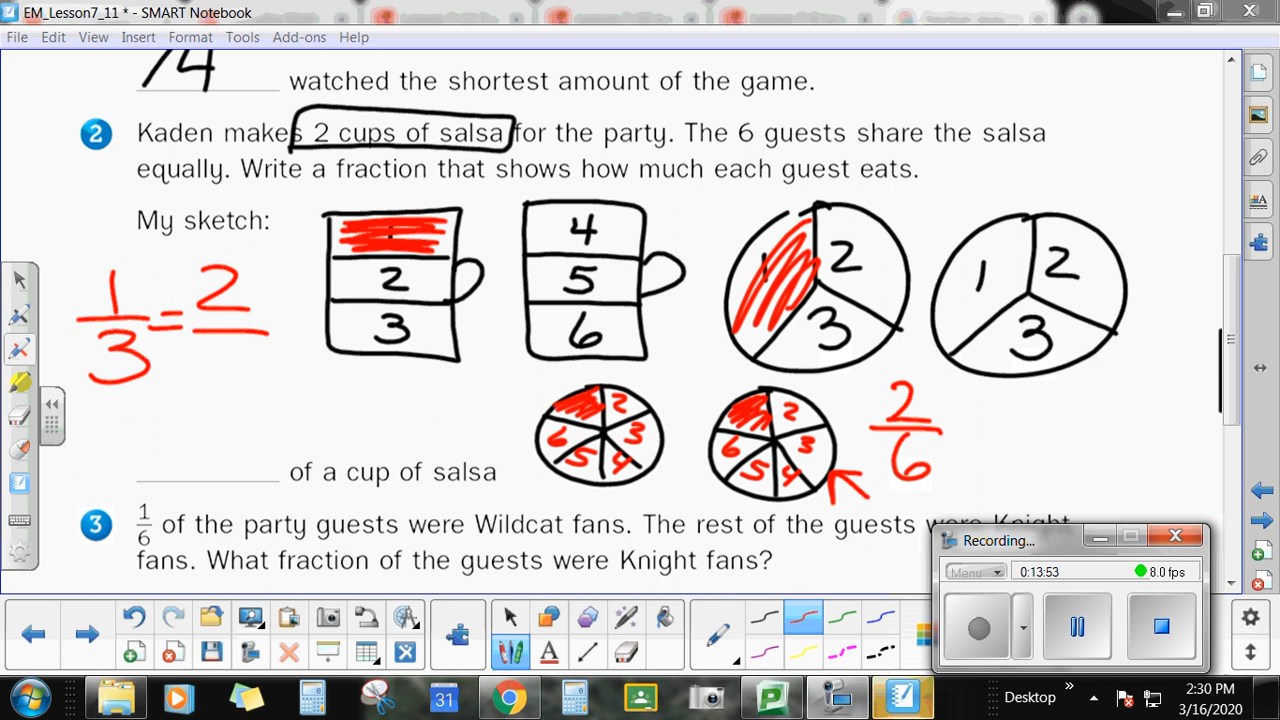 EM_Lesson7_11 * - SMART Notebook
File Edit View Insert Format Tools Add-ons Help
14 watched the shortest amount of the game.
2 Kaden makes 2 cups of salsa for the party. The 6 guests share the salsa
equally. Write a fraction that shows how much each guest eats.
My sketch:
4 2 2
1/3 = 2 2 5 1 1
3 6 3 3
2 2 2/6
6 3 6 3
5 4 5 4
of a cup of salsa
3 1/6 of the party guests were Wildcat fans. The rest of the guests were Knight
fans. What fraction of the guests were Knight fans?
Recording...
Menu 0:13:53 8.0 fps
A
31
Desktop » 2:30 PM
3/16/2020